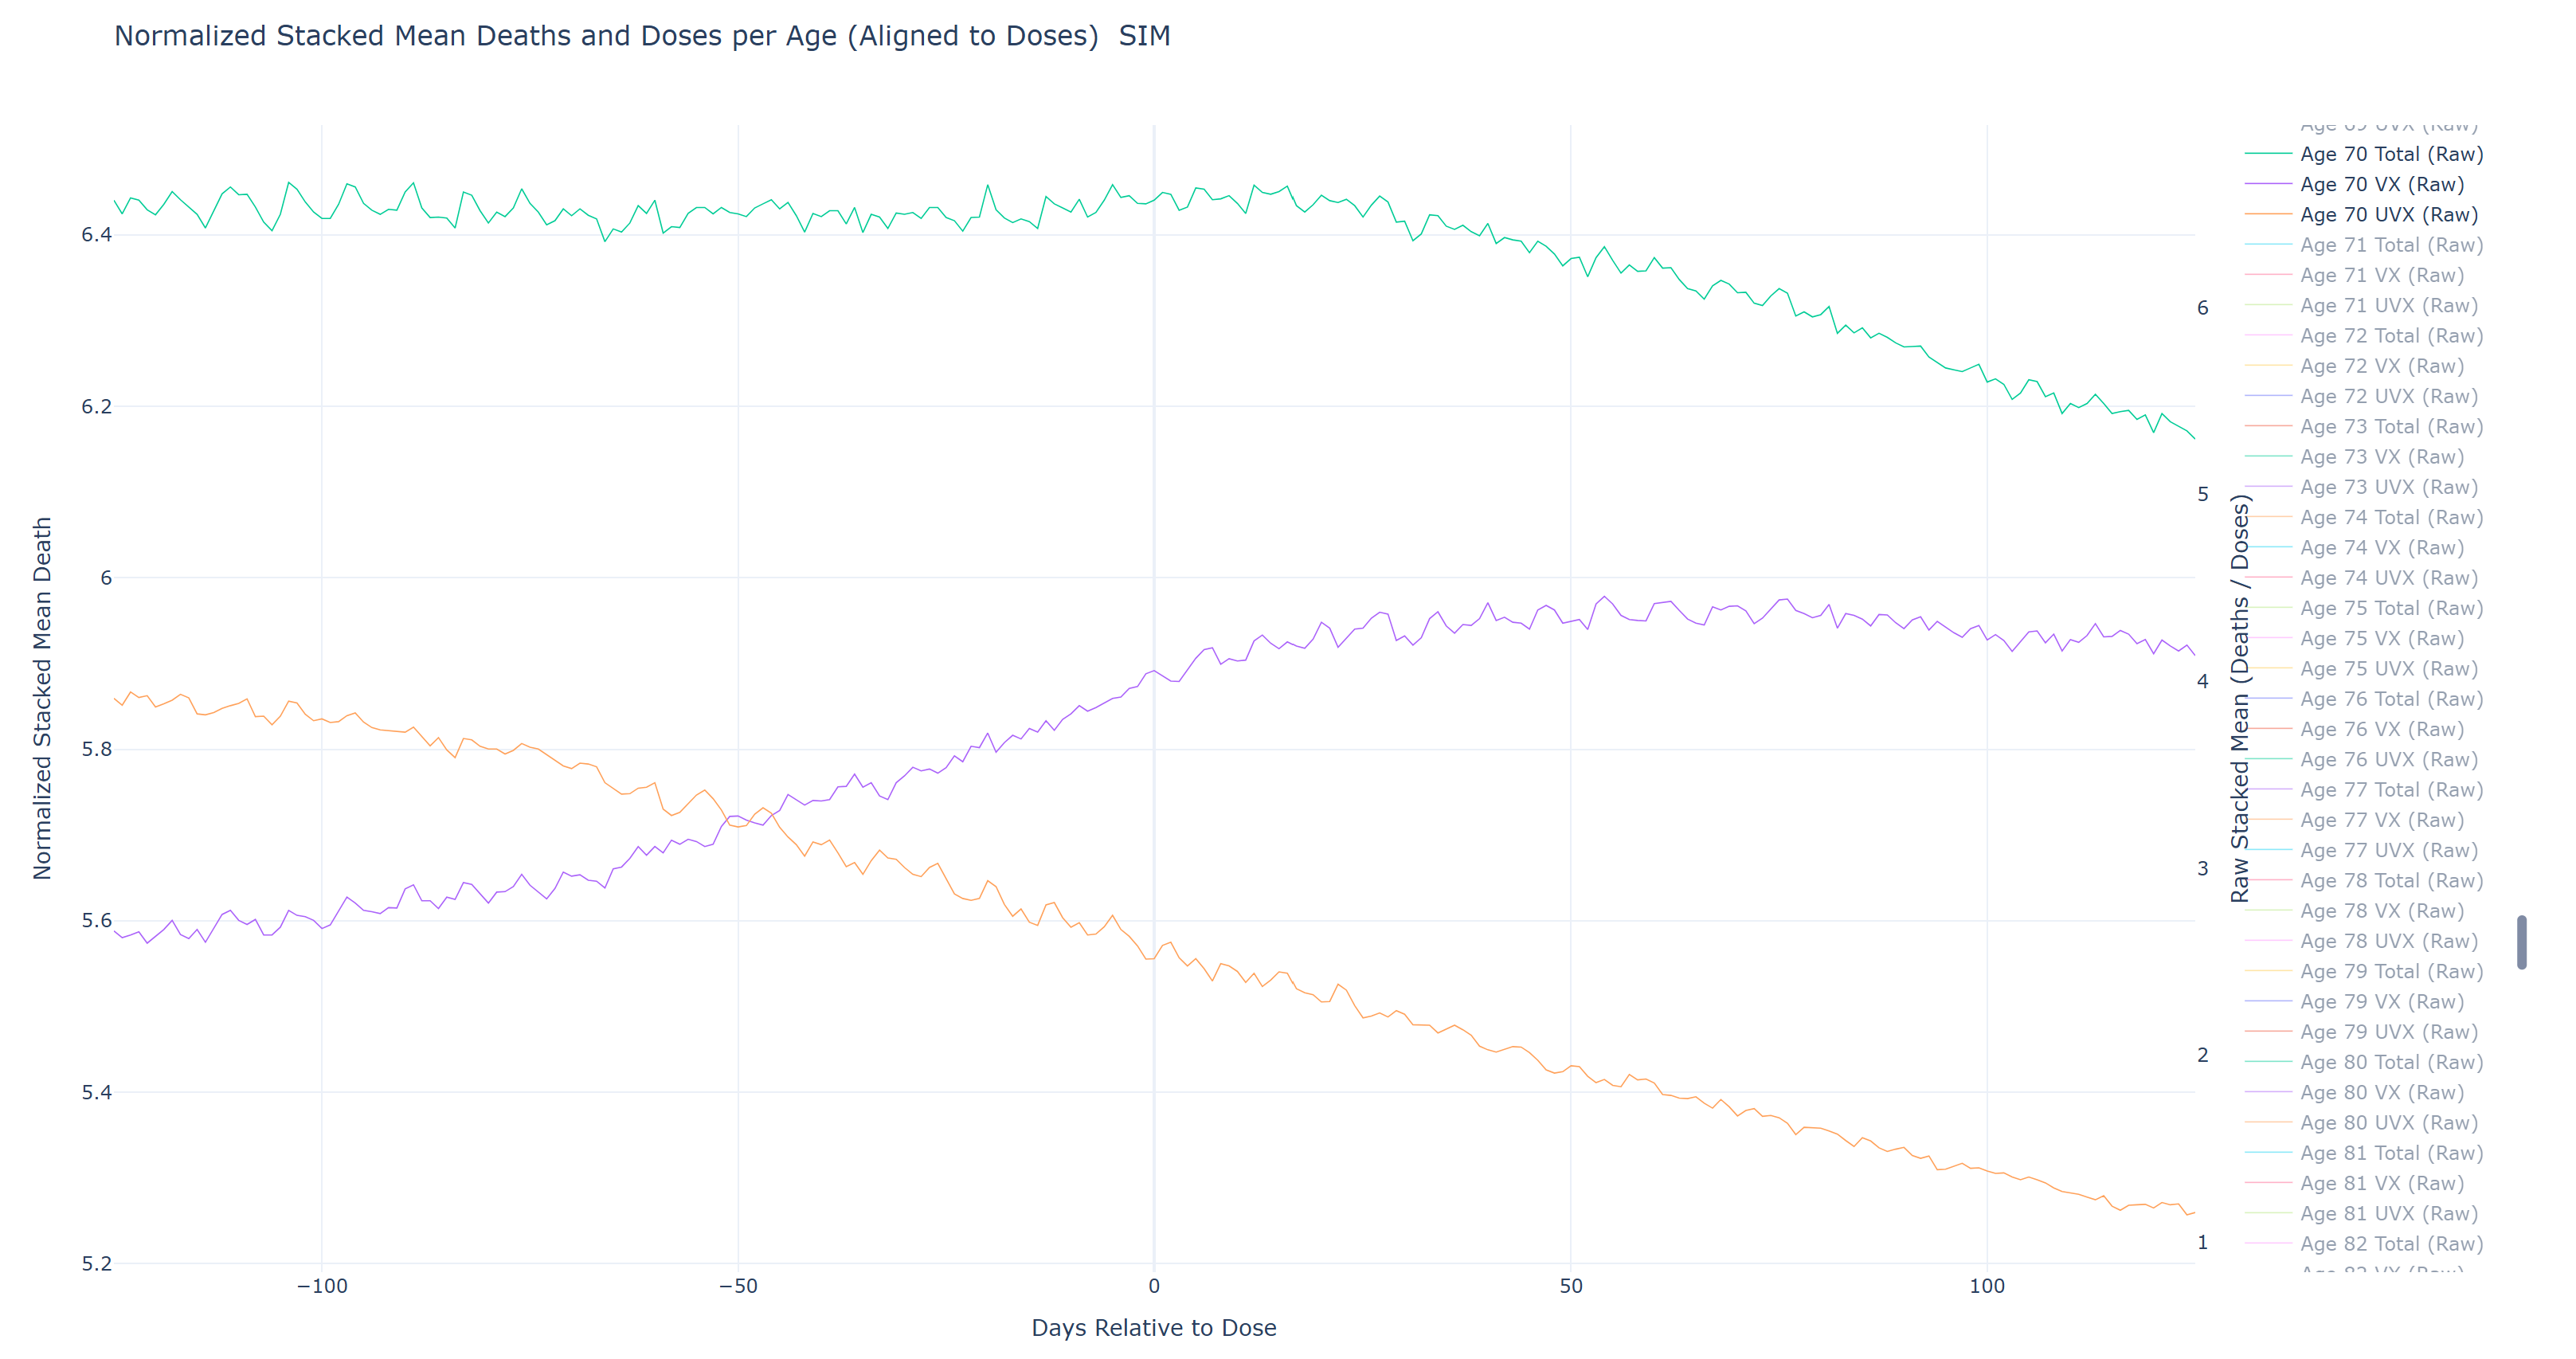 Normalized Stacked Mean Deaths and Doses per Age (Aligned to Doses)  SIM
Normalized Stacked Mean Death
6.4
6.2
6
5.8
5.6
5.4
5.2
−100
−50
0
50
100
Days Relative to Dose
6
5
4
3
2
1
Raw Stacked Mean (Deaths / Doses)
Age 69 UVX (Raw)
Age 70 Total (Raw)
Age 70 VX (Raw)
Age 70 UVX (Raw)
Age 71 Total (Raw)
Age 71 VX (Raw)
Age 71 UVX (Raw)
Age 72 Total (Raw)
Age 72 VX (Raw)
Age 72 UVX (Raw)
Age 73 Total (Raw)
Age 73 VX (Raw)
Age 73 UVX (Raw)
Age 74 Total (Raw)
Age 74 VX (Raw)
Age 74 UVX (Raw)
Age 75 Total (Raw)
Age 75 VX (Raw)
Age 75 UVX (Raw)
Age 76 Total (Raw)
Age 76 VX (Raw)
Age 76 UVX (Raw)
Age 77 Total (Raw)
Age 77 VX (Raw)
Age 77 UVX (Raw)
Age 78 Total (Raw)
Age 78 VX (Raw)
Age 78 UVX (Raw)
Age 79 Total (Raw)
Age 79 VX (Raw)
Age 79 UVX (Raw)
Age 80 Total (Raw)
Age 80 VX (Raw)
Age 80 UVX (Raw)
Age 81 Total (Raw)
Age 81 VX (Raw)
Age 81 UVX (Raw)
Age 82 Total (Raw)
Age 82 VX (Raw)